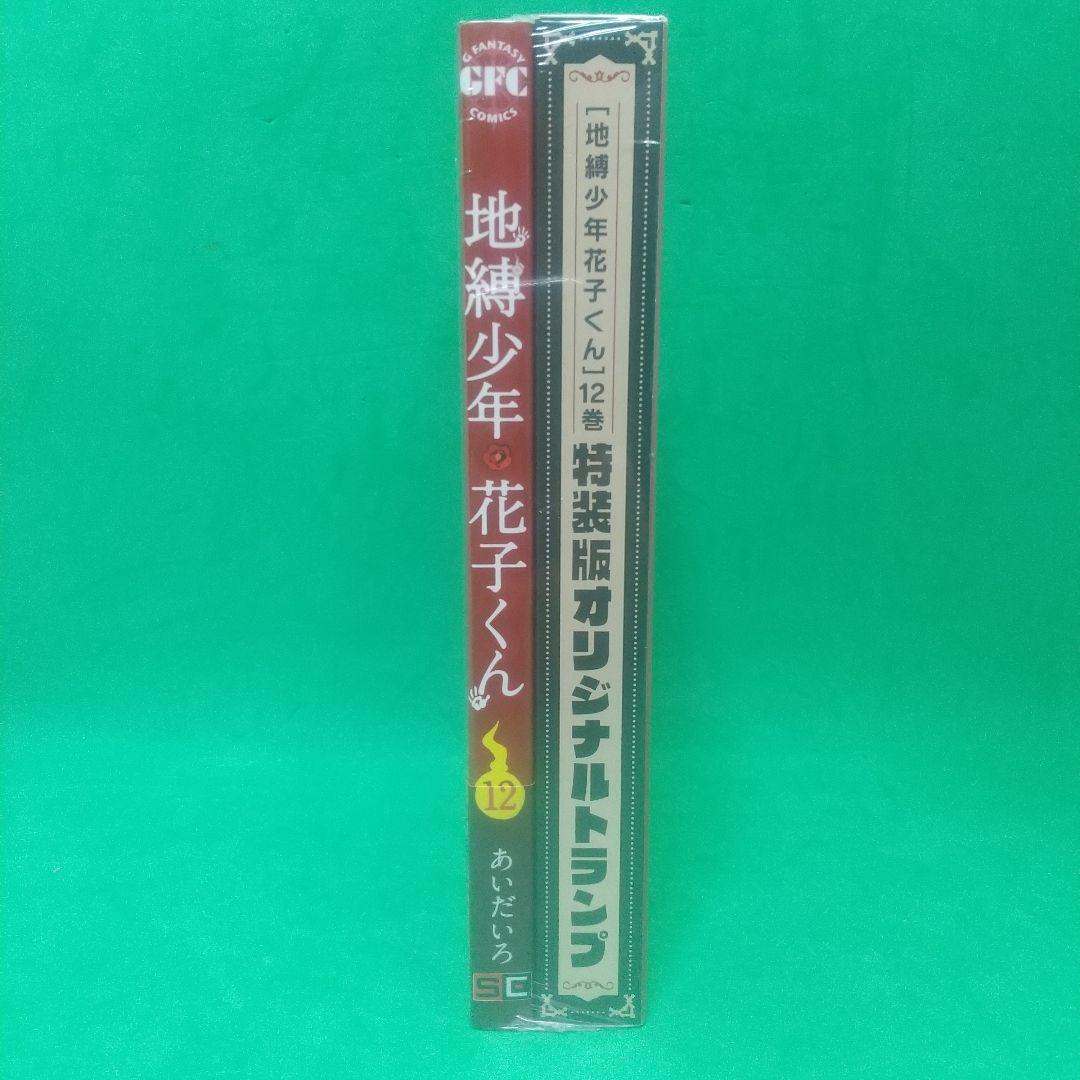 G FANTASY
GFC
COMICS
地縛少年
花子くん
12
あいだいろ
SE
[地縛少年花子くん]12巻
特装版オリジナルトランプ